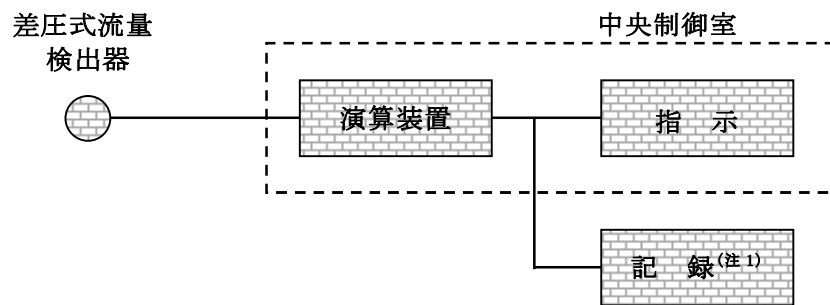 差圧式流量
検出器
中央制御室
演算装置
指 示
記 録(注1)